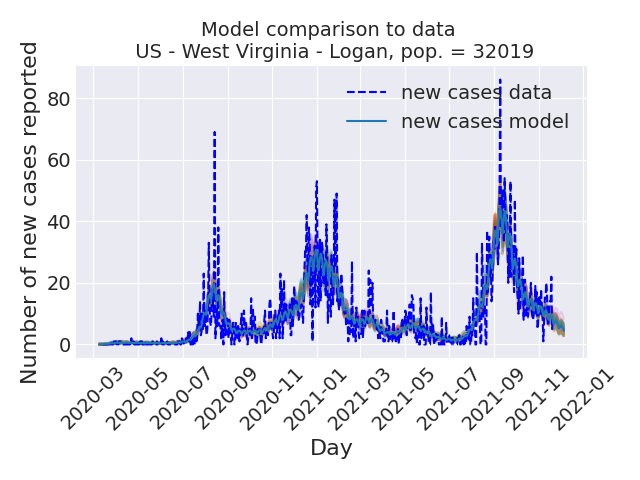 Model comparison to data
US - West Virginia - Logan, pop. = 32019
Number of new cases reported
80
60
40
20
0
new cases data
new cases model
2020-03
2020-05
2020-07
2020-09
2020-11
2021-01
2021-03
2021-05
2021-07
2021-09
2021-11
2022-01
Day